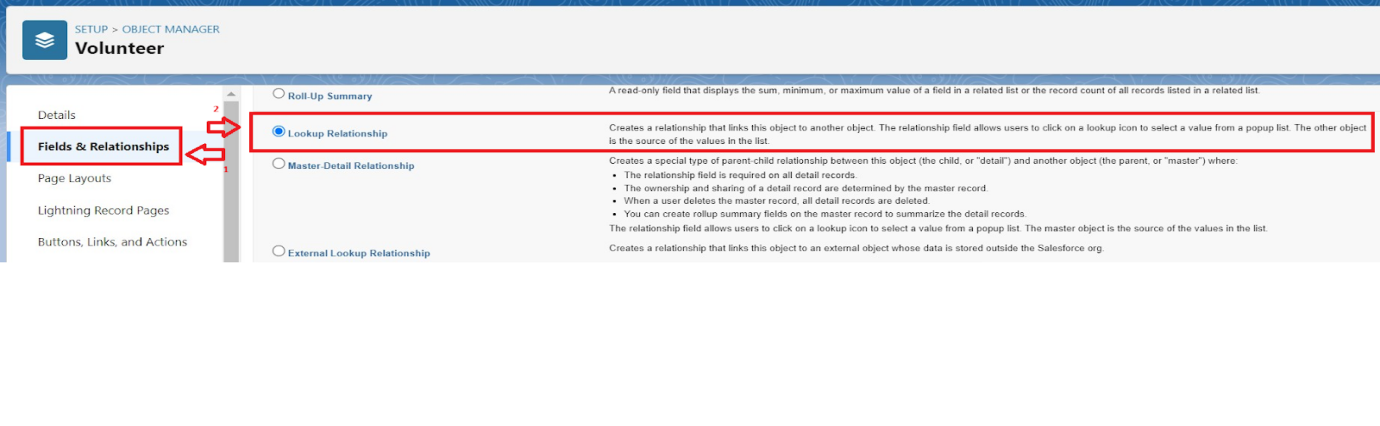 SETUP > OBJECT MANAGER
Volunteer
Details
Fields & Relationships
Page Layouts
Lightning Record Pages
Buttons, Links, and Actions
2
1
Roll-Up Summary
A read-only field that displays the sum, minimum, or maximum value of a field in a related list or the record count of all records listed in a related list.
Lookup Relationship
Creates a relationship that links this object to another object. The relationship field allows users to click on a lookup icon to select a value from a popup list. The other object
is the source of the values in the list.
Master-Detail Relationship
Creates a special type of parent-child relationship between this object (the child, or "detail") and another object (the parent, or "master") where:
• The relationship field is required on all detail records.
• The ownership and sharing of a detail record are determined by the master record.
• When a user deletes the master record, all detail records are deleted.
• You can create rollup summary fields on the master record to summarize the detail records.
The relationship field allows users to click on a lookup icon to select a value from a popup list. The master object is the source of the values in the list.
External Lookup Relationship
Creates a relationship that links this object to an external object whose data is stored outside the Salesforce org.